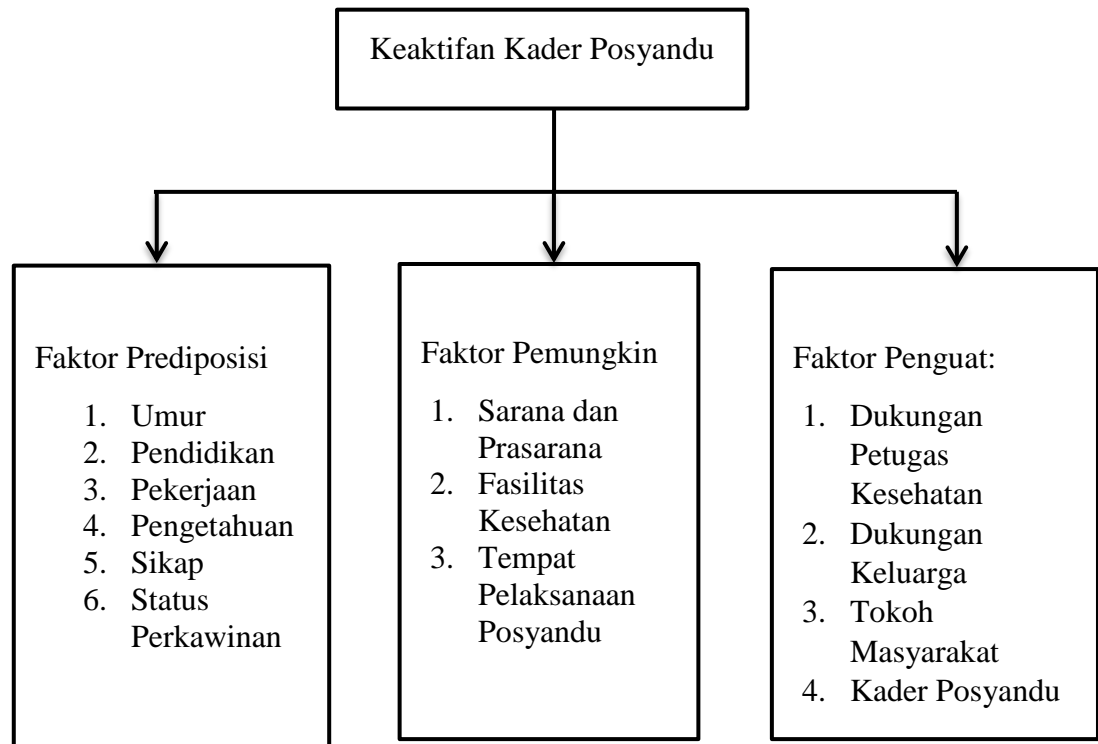 Keaktifan Kader Posyandu
Faktor Prediposisi
1. Umur
2. Pendidikan
3. Pekerjaan
4. Pengetahuan
5. Sikap
6. Status
Perkawinan
Faktor Pemungkin
1. Sarana dan
Prasarana
2. Fasilitas
Kesehatan
3. Tempat
Pelaksanaan
Posyandu
Faktor Penguat:
1. Dukungan
Petugas
Kesehatan
2. Dukungan
Keluarga
3. Tokoh
Masyarakat
4. Kader Posyandu